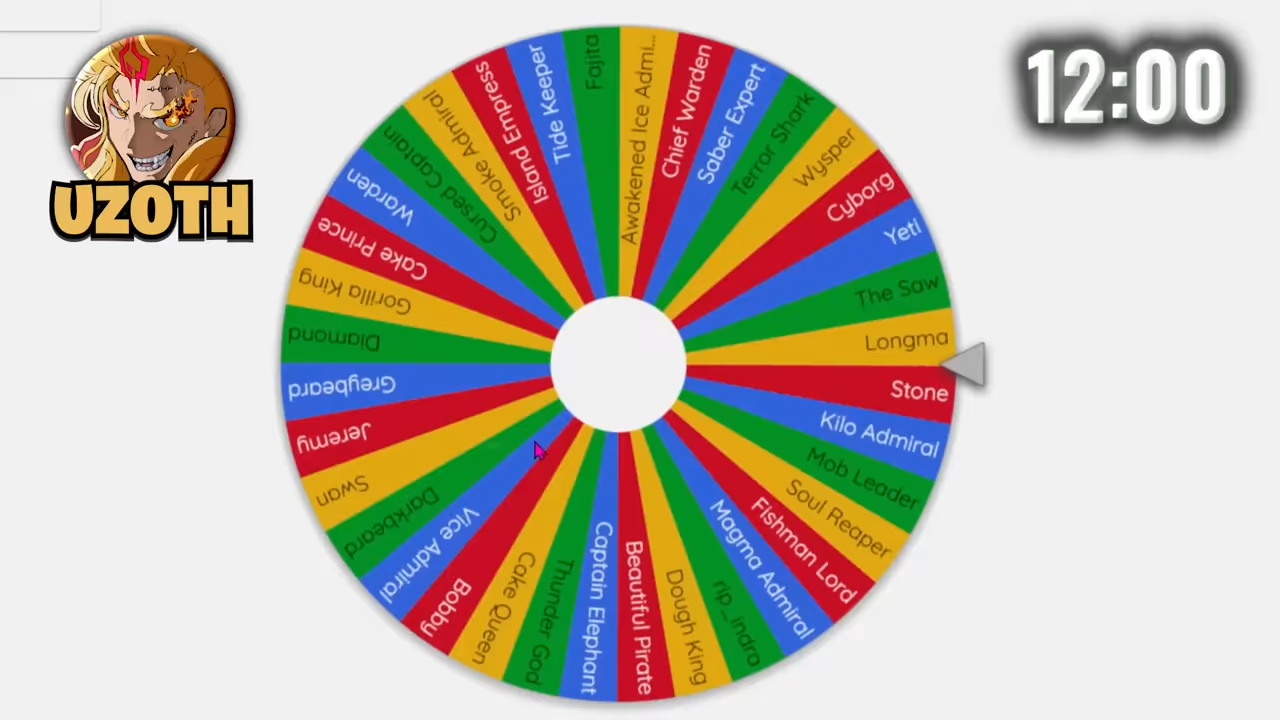 UZOTH
12:00
Fajita
Awakened Ice Admi...
Chief Warden
Saber Expert
Terror Shark
Wysper
Cyborg
Yeti
The Saw
Longma
Stone
Kilo Admiral
Mob Leader
Soul Reaper
Fishman Lord
Magma Admiral
rip_indra
Dough King
Beautiful Pirate
Captain Elephant
Thunder God
Cake Queen
Bobby
Vice Admiral
Darkbeard
Swan
Jeremy
Greybeard
Diamond
Gorilla King
Cake Prince
Warden
Cursed Captain
Smoke Admiral
Island Empress
Tide Keeper